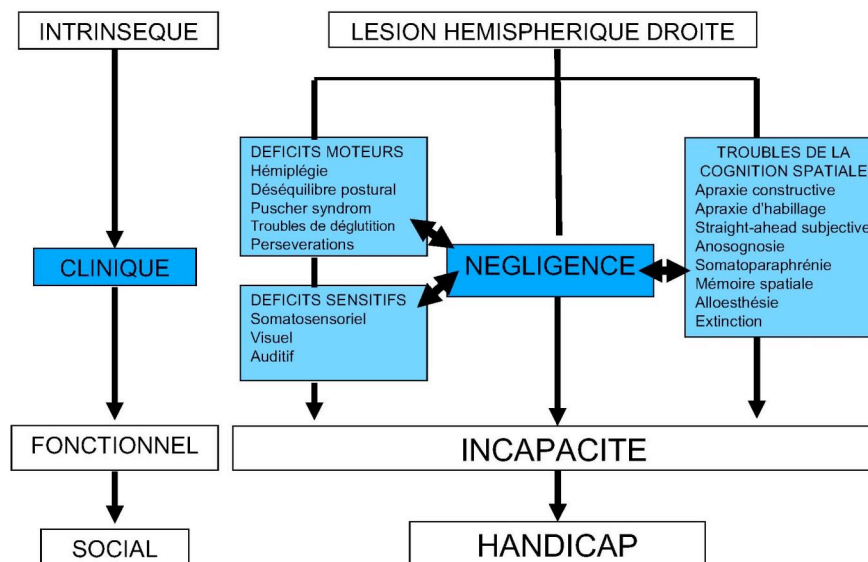 INTRINSEQUE
LESION HEMISPHERIQUE DROITE
DEFICITS MOTEURS
Hémiplégie
Déséquilibre postural
Puscher syndrom
Troubles de déglutition
Perseverations
TROUBLES DE LA
COGNITION SPATIALE
Apraxie constructive
Apraxie d'habillage
Straight-ahead subjective
Anosognosie
Somatoparaphrénie
Mémoire spatiale
Alloesthésie
Extinction
CLINIQUE
NEGLIGENCE
DEFICITS SENSITIFS
Somatosensoriel
Visuel
Auditif
FONCTIONNEL
INCAPACITE
SOCIAL
HANDICAP